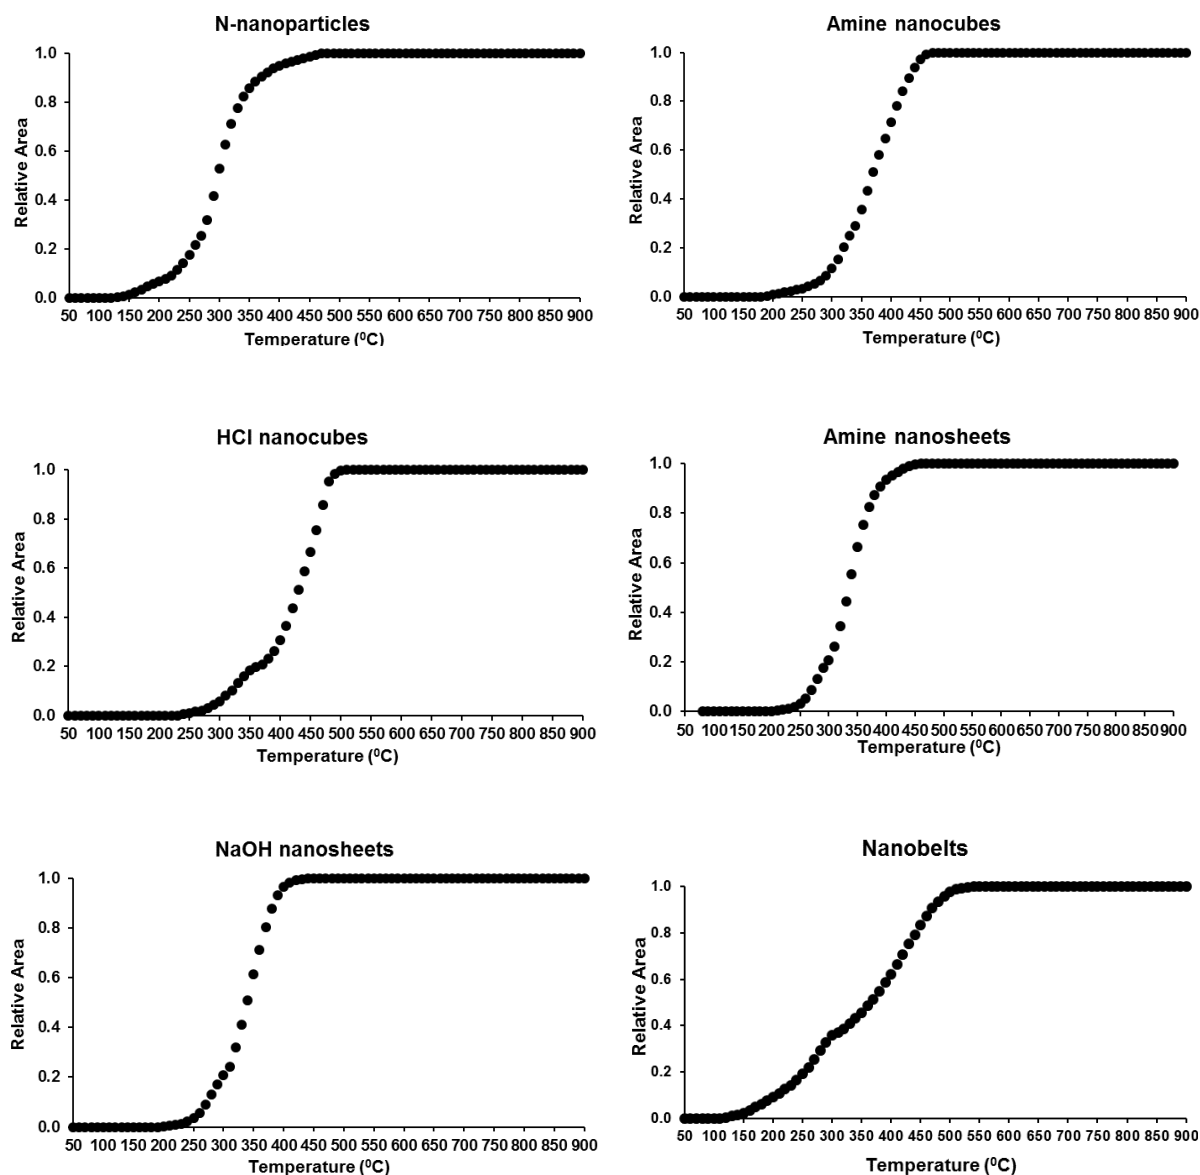 N-nanoparticles
1.0
0.8
0.6
0.4
0.2
0.0
Relative Area
50 100 150 200 250 300 350 400 450 500 550 600 650 700 750 800 850 900
Temperature (⁰C)
Amine nanocubes
1.0
0.8
0.6
0.4
0.2
0.0
Relative Area
50 100 150 200 250 300 350 400 450 500 550 600 650 700 750 800 850 900
Temperature (⁰C)
HCl nanocubes
1.0
0.8
0.6
0.4
0.2
0.0
Relative Area
50 100 150 200 250 300 350 400 450 500 550 600 650 700 750 800 850 900
Temperature (⁰C)
Amine nanosheets
1.0
0.8
0.6
0.4
0.2
0.0
Relative Area
50 100 150 200 250 300 350 400 450 500 550 600 650 700 750 800 850 900
Temperature (⁰C)
NaOH nanosheets
1.0
0.8
0.6
0.4
0.2
0.0
Relative Area
50 100 150 200 250 300 350 400 450 500 550 600 650 700 750 800 850 900
Temperature (⁰C)
Nanobelts
1.0
0.8
0.6
0.4
0.2
0.0
Relative Area
50 100 150 200 250 300 350 400 450 500 550 600 650 700 750 800 850 900
Temperature (⁰C)